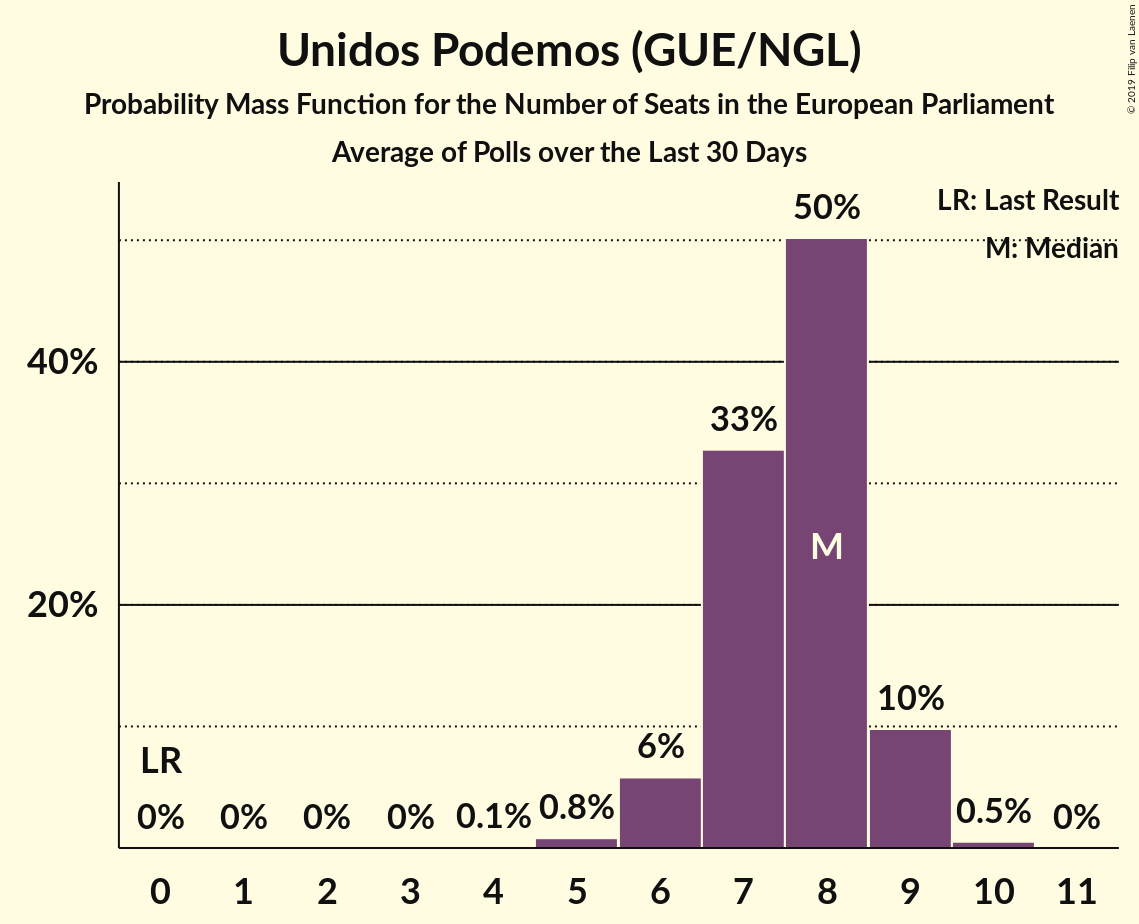 Unidos Podemos (GUE/NGL)
Probability Mass Function for the Number of Seats in the European Parliament
Average of Polls over the Last 30 Days
© 2019 Filip van Laenen
LR: Last Result
M: Median
50%
40%
33%
M
20%
10%
6%
LR
0% 0% 0% 0% 0.1% 0.8% 0.5% 0%
0 1 2 3 4 5 6 7 8 9 10 11